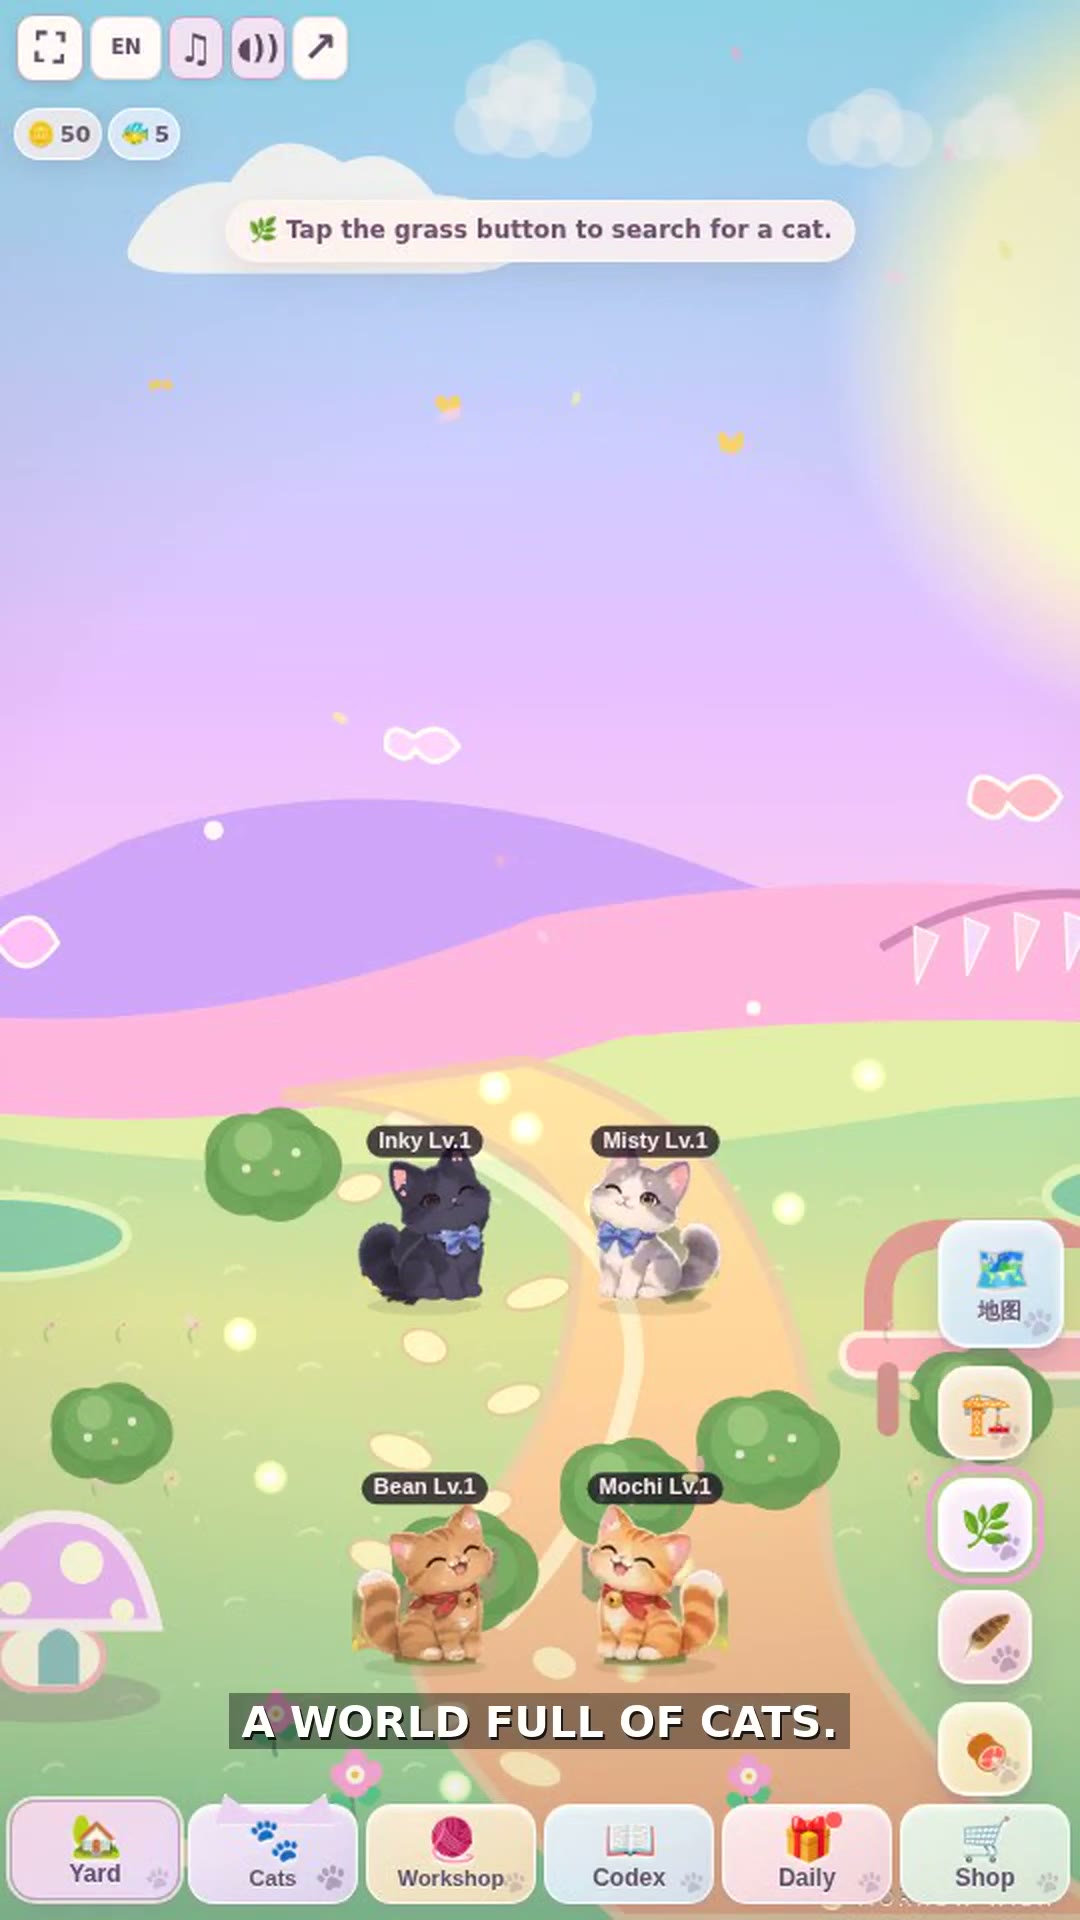 EN
50
5
Tap the grass button to search for a cat.
Inky Lv.1
Misty Lv.1
地图
Bean Lv.1
Mochi Lv.1
A WORLD FULL OF CATS.
Yard
Cats
Workshop
Codex
Daily
Shop